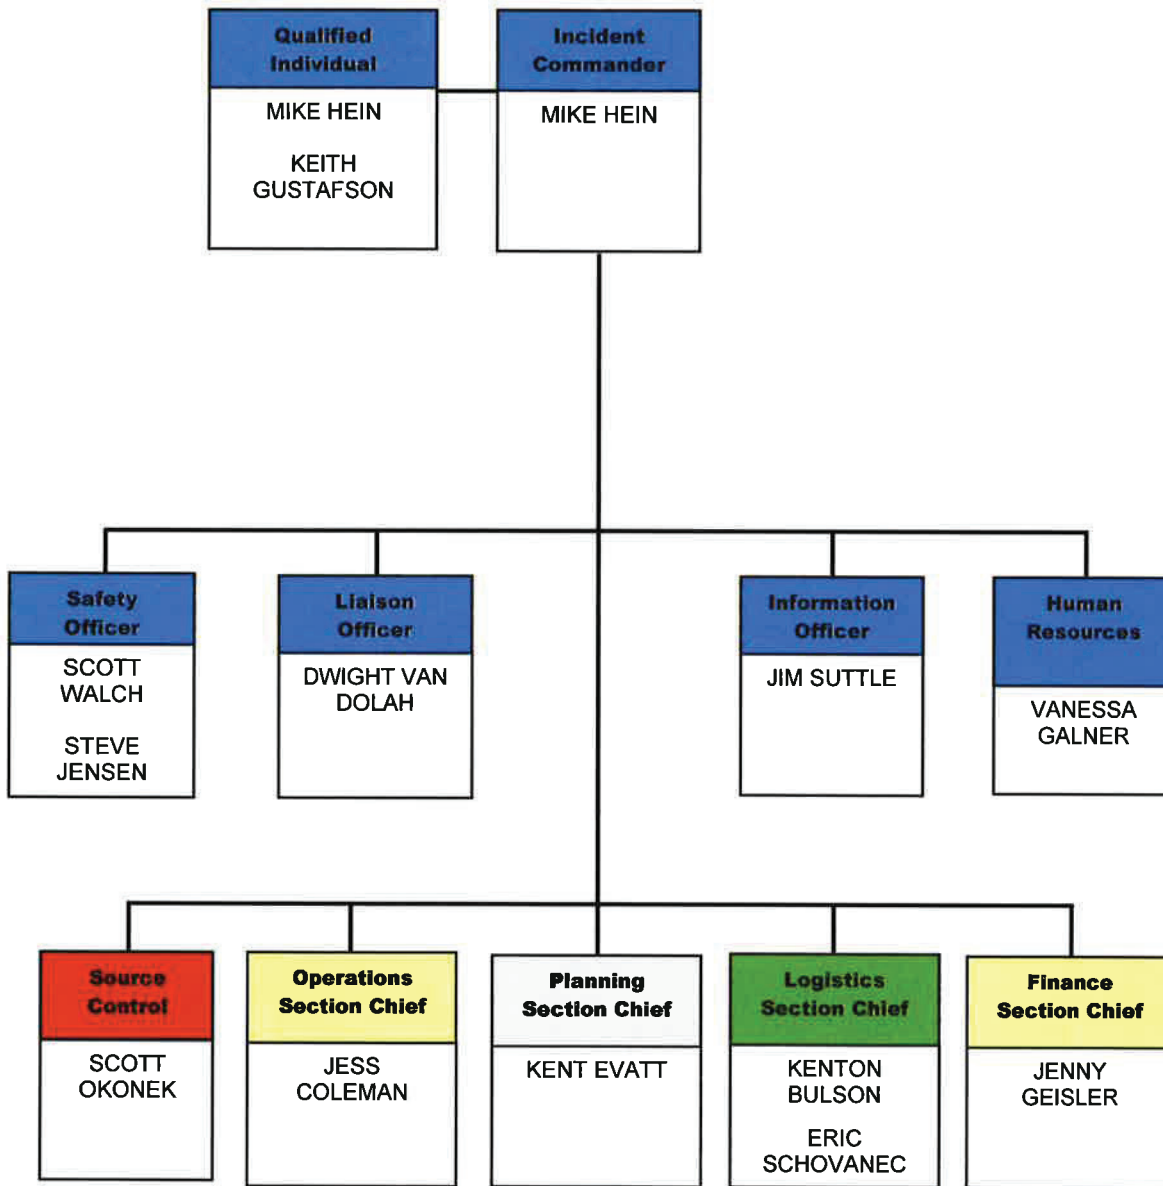 Qualified
Individual
MIKE HEIN
KEITH
GUSTAFSON
Incident
Commander
MIKE HEIN
Safety
Officer
SCOTT
WALCH
STEVE
JENSEN
Liaison
Officer
DWIGHT VAN
DOLAH
Information
Officer
JIM SUTTLE
Human
Resources
VANESSA
GALNER
Source
Control
SCOTT
OKONEK
Operations
Section Chief
JESS
COLEMAN
Planning
Section Chief
KENT EVATT
Logistics
Section Chief
KENTON
BULSON
ERIC
SCHOVANEC
Finance
Section Chief
JENNY
GEISLER